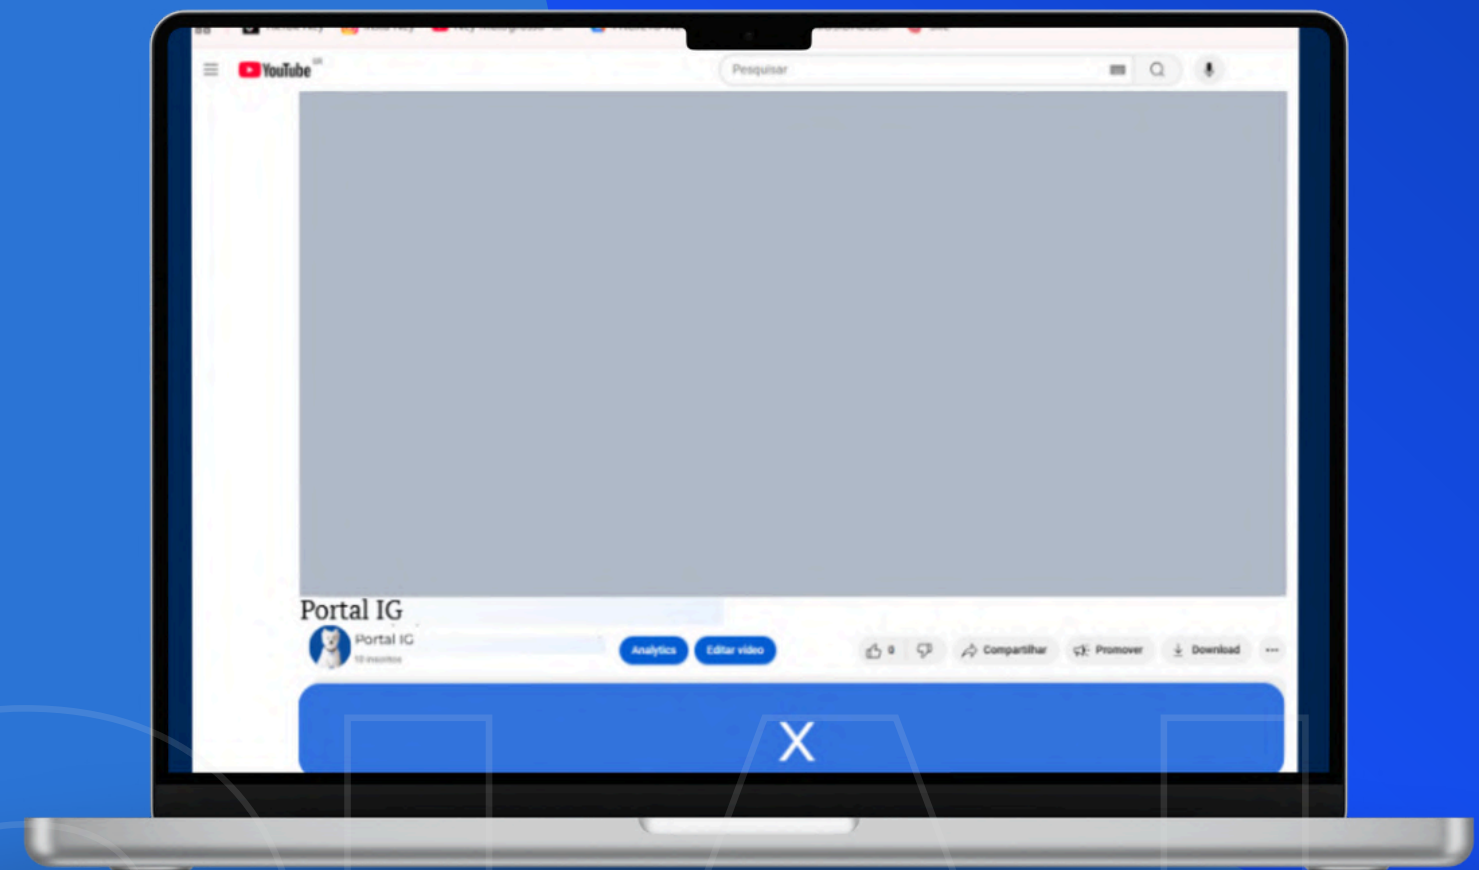 YouTube
Pesquisar
Portal IG
Portal IG
Analytics
Editar vídeo
0
Compartilhar
Promover
Download
X